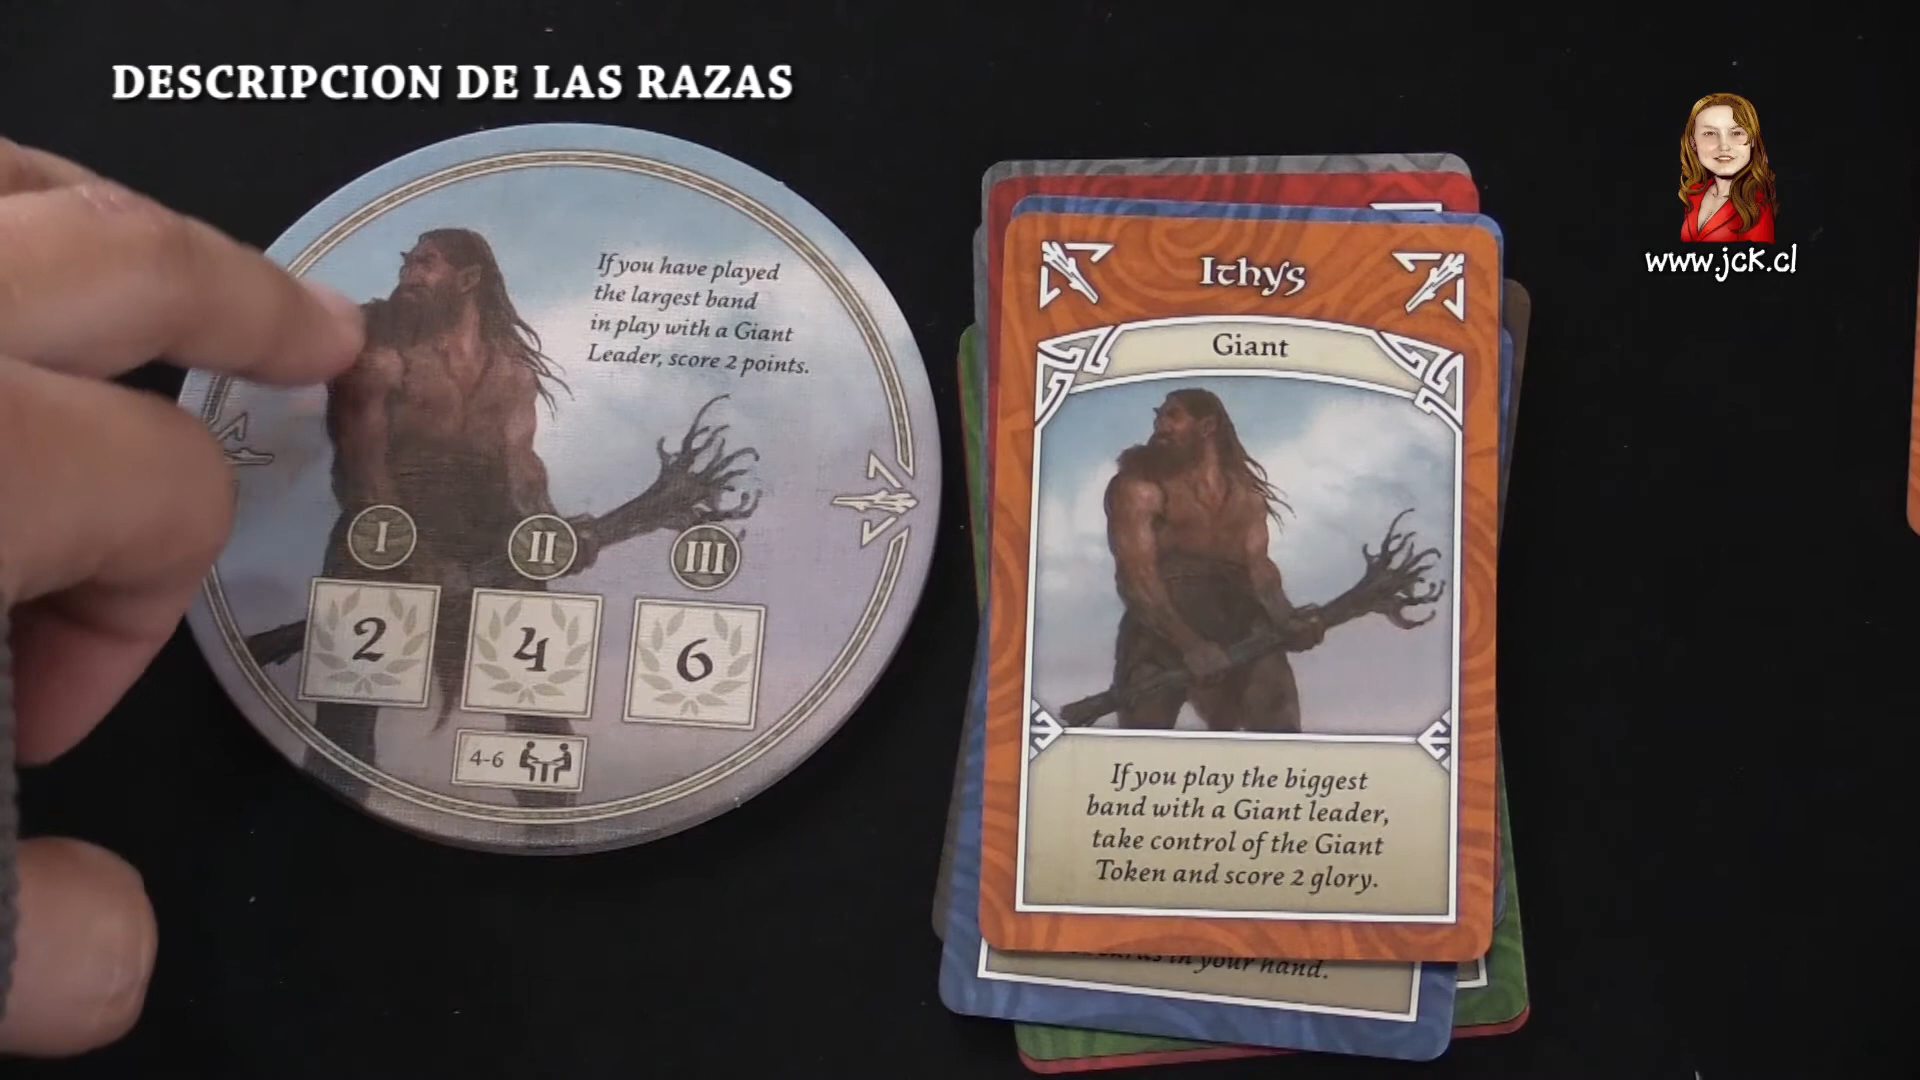 DESCRIPCION DE LAS RAZAS
www.jck.cl
If you have played
the largest band
in play with a Giant
Leader, score 2 points.
I
II
III
2
4
6
4-6
Ithys
Giant
If you play the biggest
band with a Giant leader,
take control of the Giant
Token and score 2 glory.
in your hand.